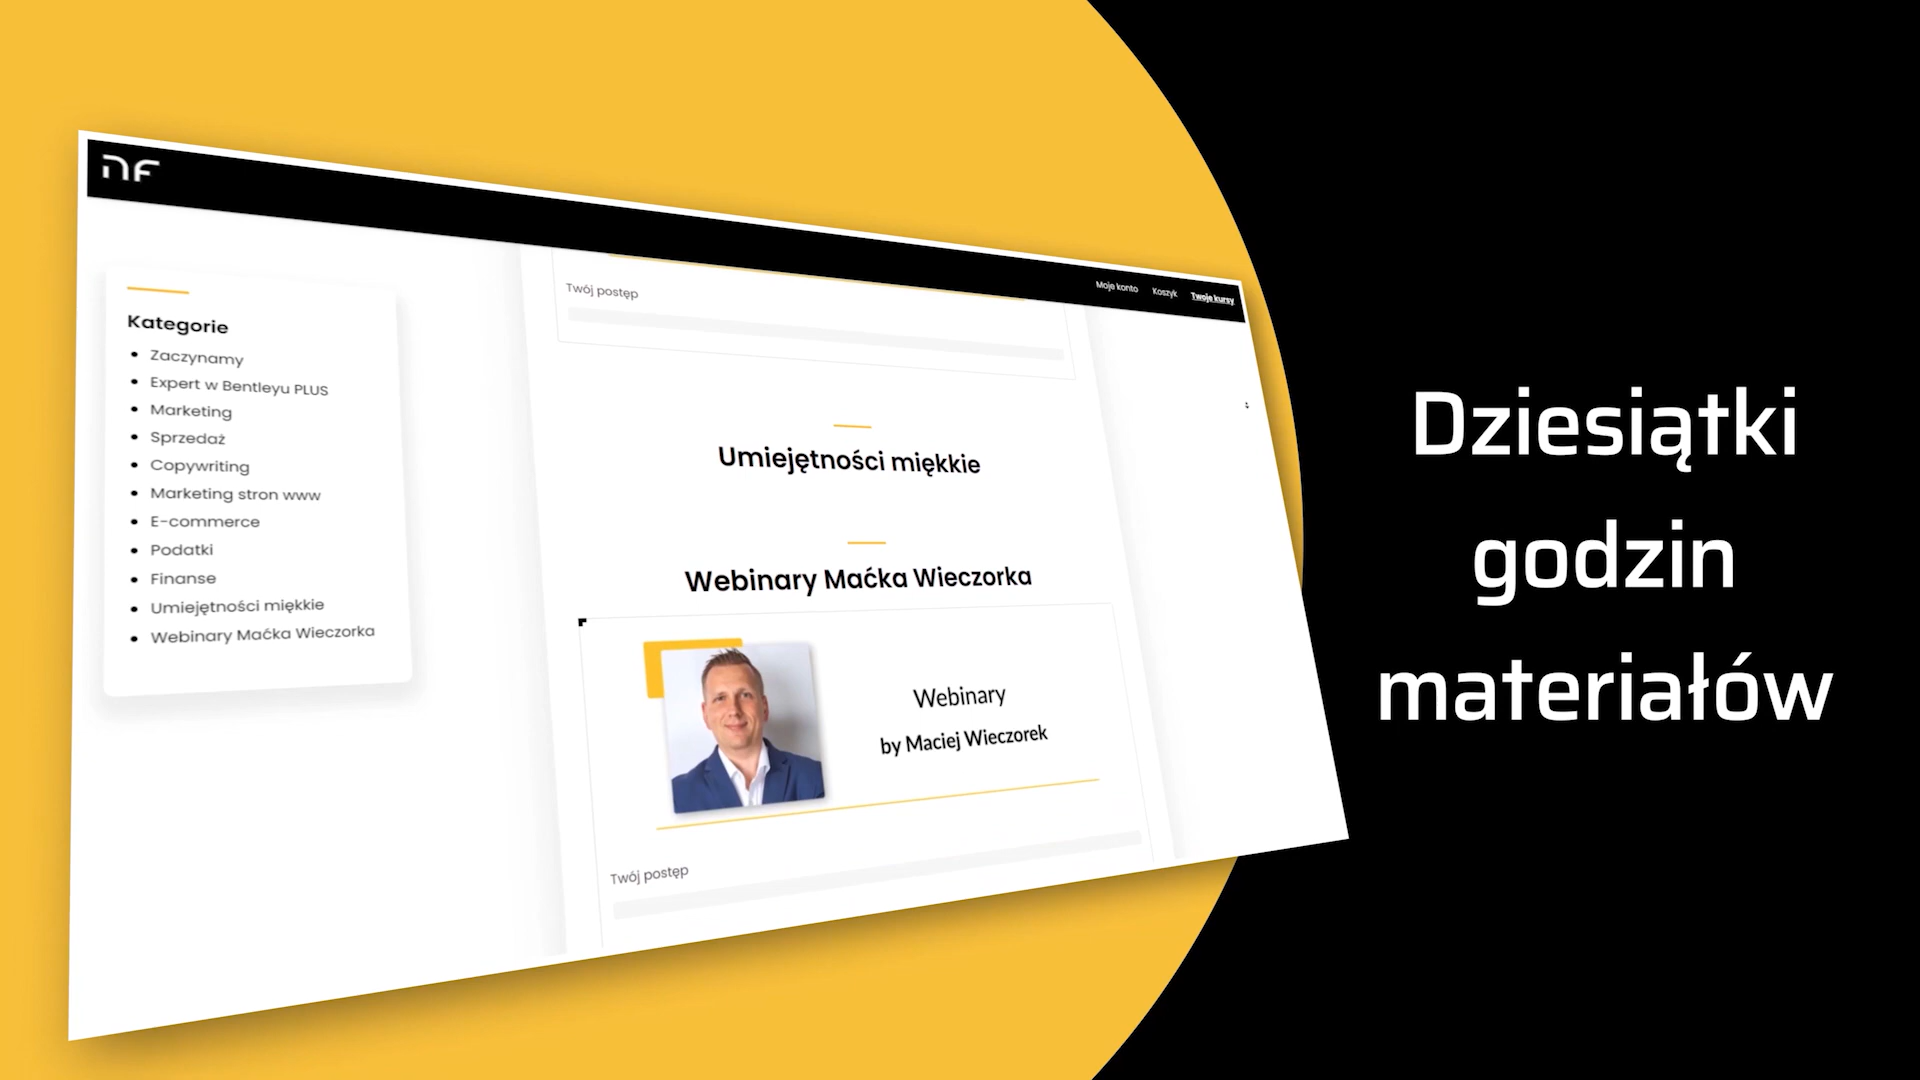 NF
Moje konto Koszyk Twoje kursy
Kategorie
Zaczynamy
Expert w Bentleyu PLUS
Marketing
Sprzedaż
Copywriting
Marketing stron www
E-commerce
Podatki
Finanse
Umiejętności miękkie
Webinary Maćka Wieczorka
Twój postęp
Umiejętności miękkie
Webinary Maćka Wieczorka
Webinary
by Maciej Wieczorek
Twój postęp
Dziesiątki
godzin
materiałów